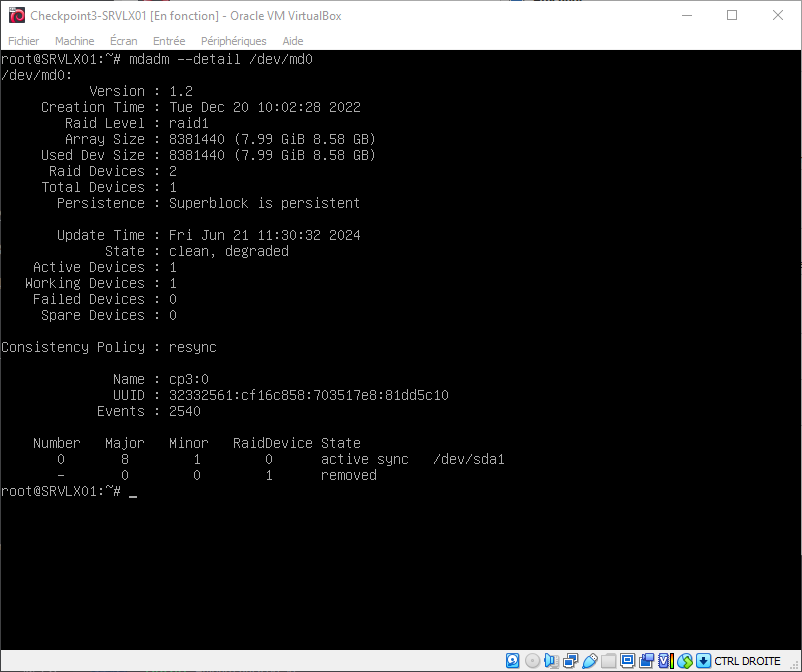 Checkpoint3-SRVLX01 [En fonction] - Oracle VM VirtualBox
Fichier Machine Écran Entrée Périphériques Aide
root@SRVLX01:~# mdadm --detail /dev/md0
/dev/md0:
Version : 1.2
Creation Time : Tue Dec 20 10:02:28 2022
Raid Level : raid1
Array Size : 8381440 (7.99 GiB 8.58 GB)
Used Dev Size : 8381440 (7.99 GiB 8.58 GB)
Raid Devices : 2
Total Devices : 1
Persistence : Superblock is persistent
Update Time : Fri Jun 21 11:30:32 2024
State : clean, degraded
Active Devices : 1
Working Devices : 1
Failed Devices : 0
Spare Devices : 0
Consistency Policy : resync
Name : cp3:0
UUID : 32332561:cf16c858:703517e8:81dd5c10
Events : 2540
Number Major Minor RaidDevice State
0 8 1 0 active sync /dev/sda1
- 0 0 1 removed
root@SRVLX01:~# _
CTRL DROITE